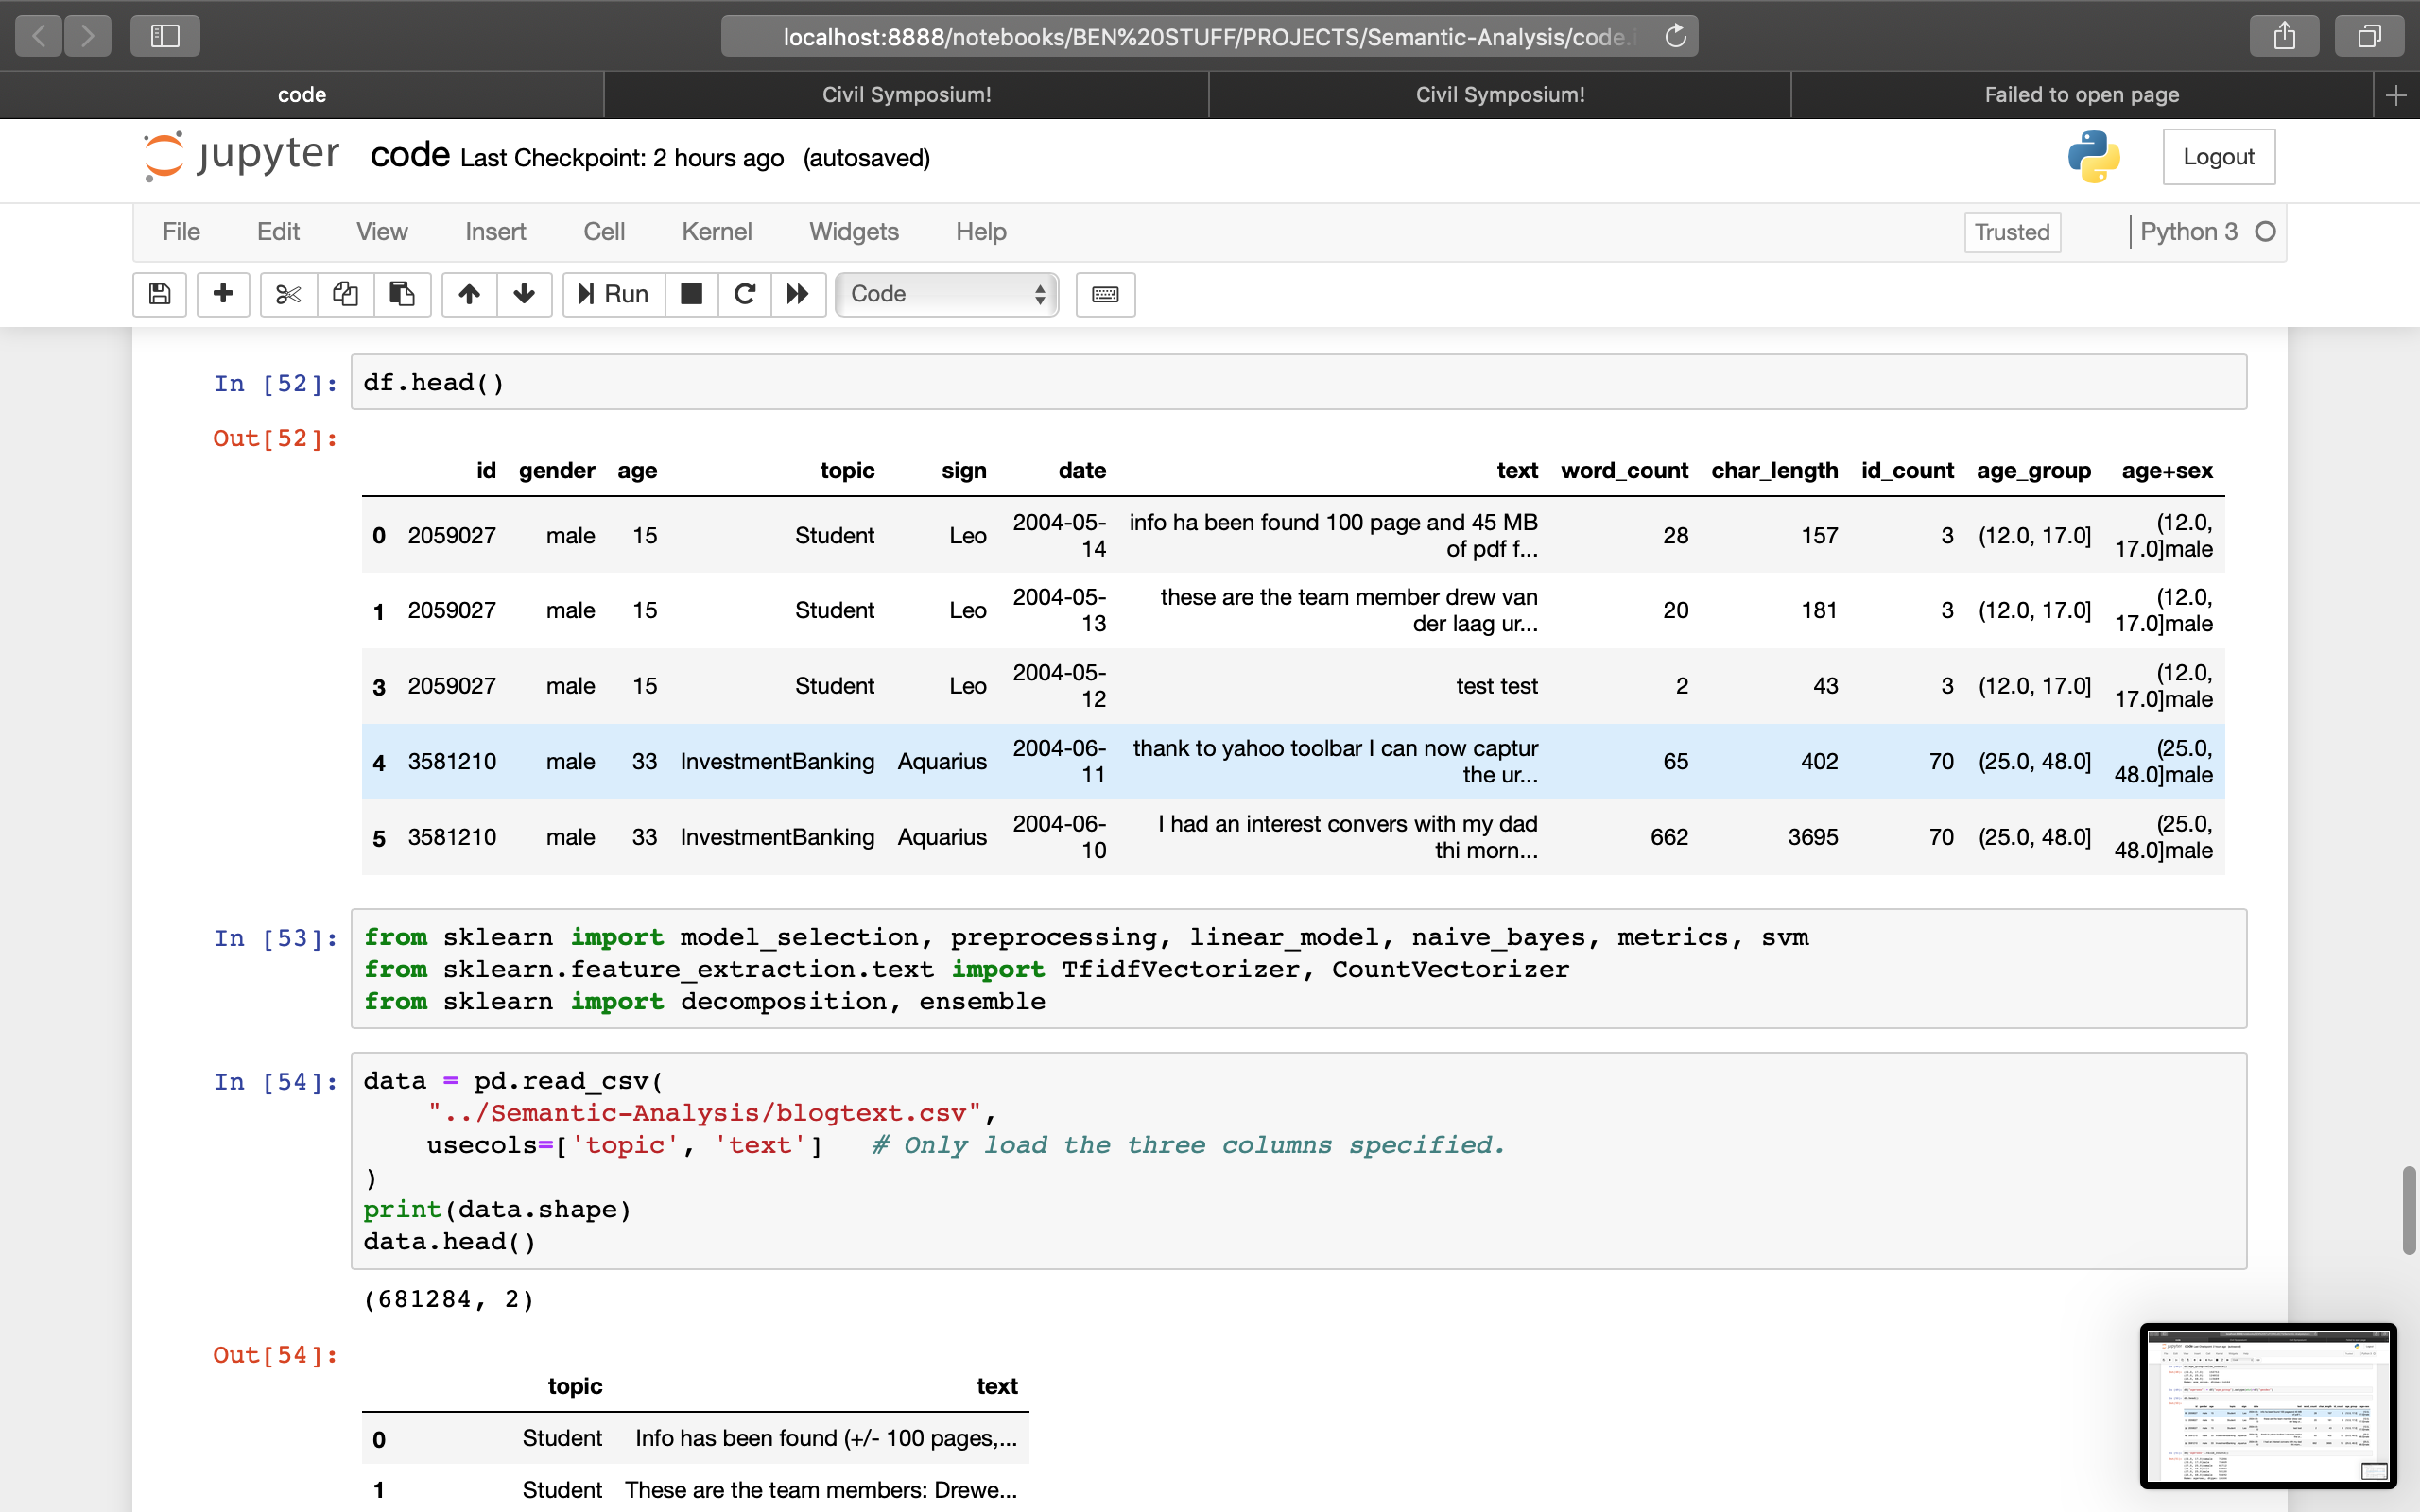 localhost:8888/notebooks/BEN%20STUFF/PROJECTS/Semantic-Analysis/code.i
code
Civil Symposium!
Civil Symposium!
Failed to open page
jupyter code Last Checkpoint: 2 hours ago (autosaved)
Logout
File Edit View Insert Cell Kernel Widgets Help
Trusted
Python 3
Run
Code
In [52]: df.head()
Out[52]:
id gender age topic sign date text word_count char_length id_count age_group age+sex
0 2059027 male 15 Student Leo 2004-05-14 info ha been found 100 page and 45 MB of pdf f... 28 157 3 (12.0, 17.0] (12.0, 17.0]male
1 2059027 male 15 Student Leo 2004-05-13 these are the team member drew van der laag ur... 20 181 3 (12.0, 17.0] (12.0, 17.0]male
3 2059027 male 15 Student Leo 2004-05-12 test test 2 43 3 (12.0, 17.0] (12.0, 17.0]male
4 3581210 male 33 InvestmentBanking Aquarius 2004-06-11 thank to yahoo toolbar I can now captur the ur... 65 402 70 (25.0, 48.0] (25.0, 48.0]male
5 3581210 male 33 InvestmentBanking Aquarius 2004-06-10 I had an interest convers with my dad thi morn... 662 3695 70 (25.0, 48.0] (25.0, 48.0]male
In [53]: from sklearn import model_selection, preprocessing, linear_model, naive_bayes, metrics, svm
from sklearn.feature_extraction.text import TfidfVectorizer, CountVectorizer
from sklearn import decomposition, ensemble
In [54]: data = pd.read_csv(
"../Semantic-Analysis/blogtext.csv",
usecols=['topic', 'text']   # Only load the three columns specified.
)
print(data.shape)
data.head()
(681284, 2)
Out[54]:
topic text
0 Student Info has been found (+/- 100 pages,...
1 Student These are the team members: Drewe...